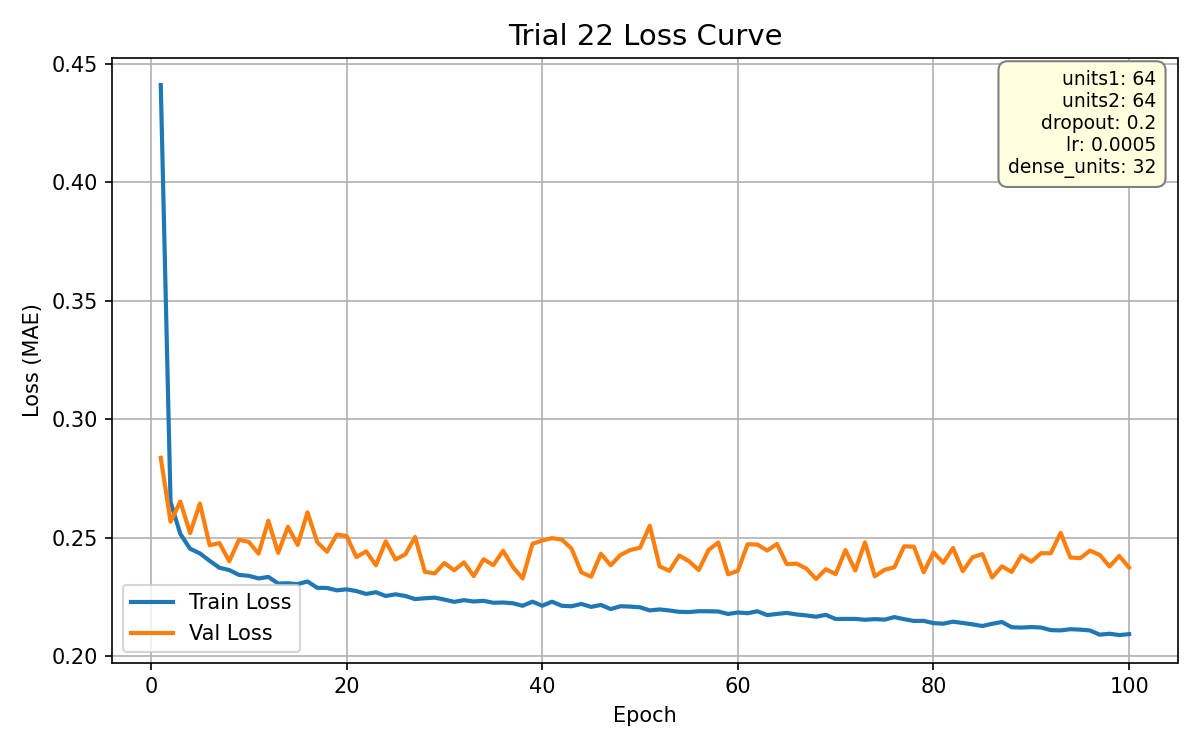 Trial 22 Loss Curve
units1: 64
units2: 64
dropout: 0.2
lr: 0.0005
dense_units: 32
Loss (MAE)
0.45
0.40
0.35
0.30
0.25
0.20
Train Loss
Val Loss
0
20
40
60
80
100
Epoch